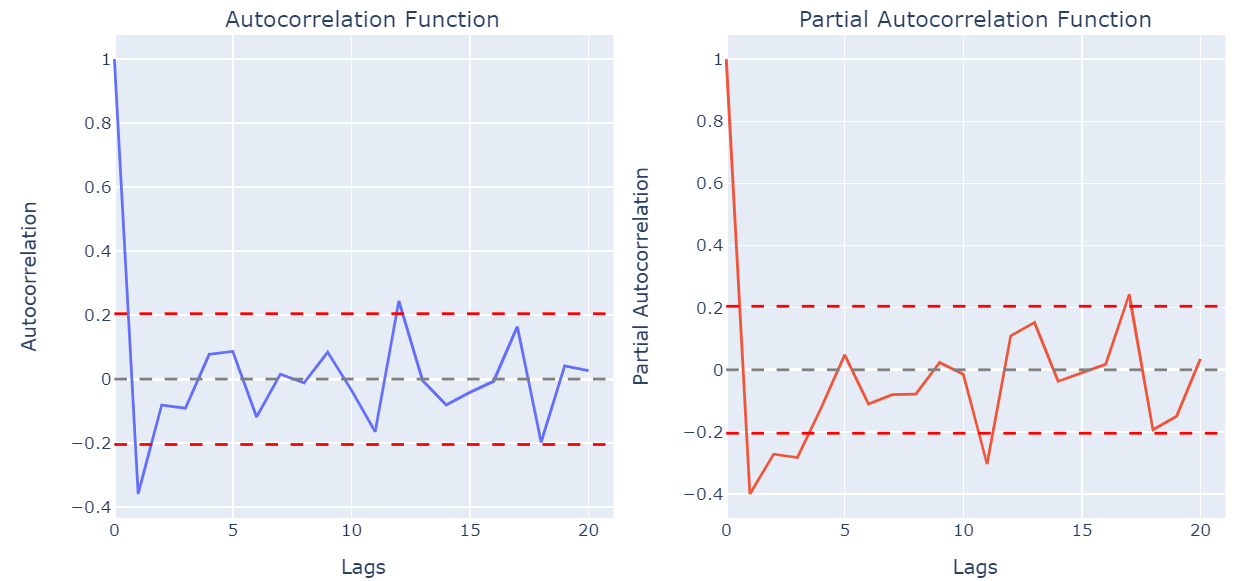 Autocorrelation Function
1
0.8
0.6
0.4
0.2
0
−0.2
−0.4
0 5 10 15 20
Lags
Autocorrelation
Partial Autocorrelation Function
1
0.8
0.6
0.4
0.2
0
−0.2
−0.4
0 5 10 15 20
Lags
Partial Autocorrelation